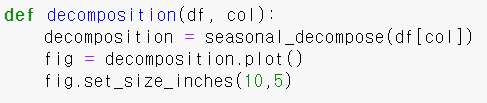 def decomposition(df, col):
    decomposition = seasonal_decompose(df[col])
    fig = decomposition.plot()
    fig.set_size_inches(10,5)